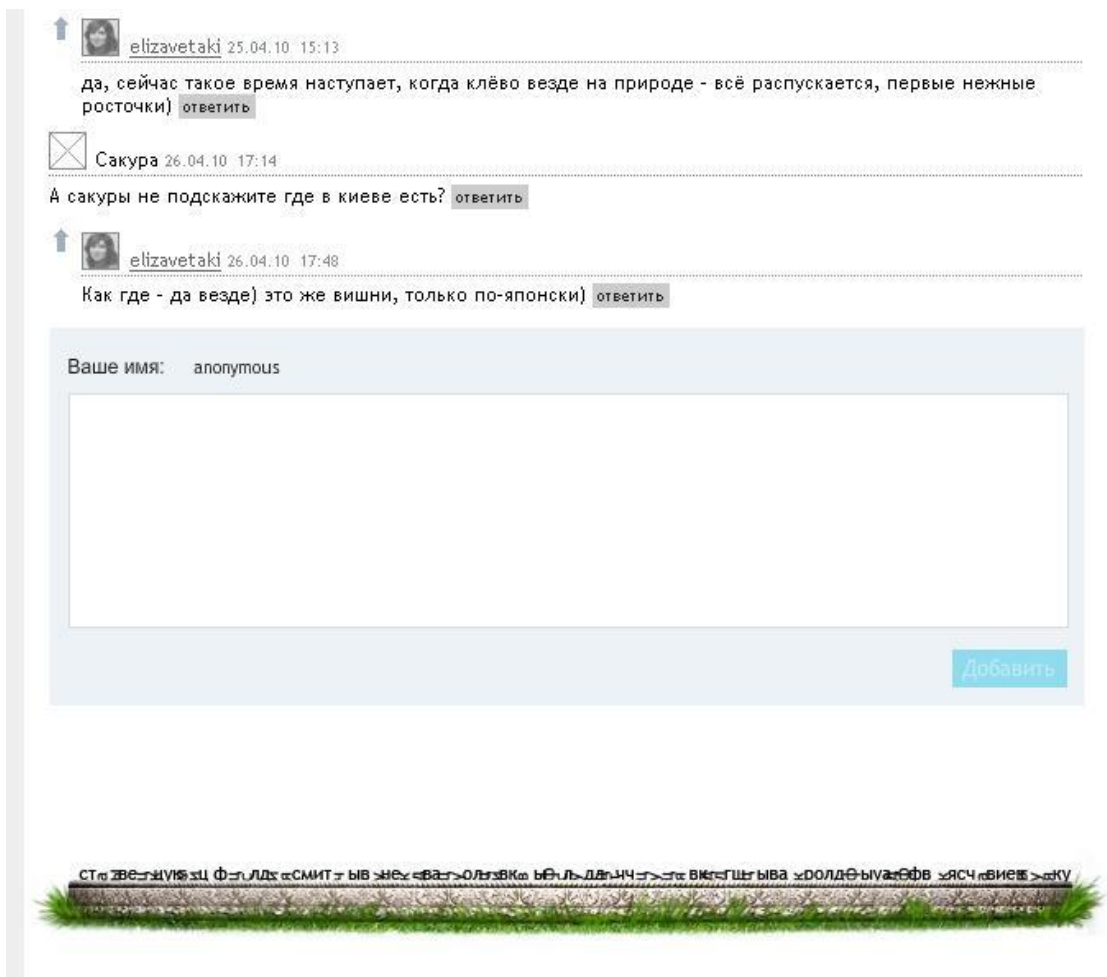 elizavetaki 25.04.10 15:13
да, сейчас такое время наступает, когда клёво везде на природе - всё распускается, первые нежные
росточки) ответить
Сакура 26.04.10 17:14
А сакуры не подскажите где в киеве есть? ответить
elizavetaki 26.04.10 17:48
Как где - да везде) это же вишни, только по-японски) ответить
Ваше имя: anonymous
Добавить